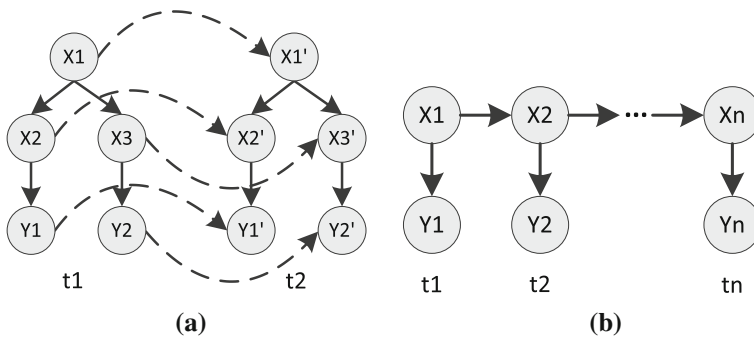 X1 X1'
X2 X3 X2' X3'
Y1 Y2 Y1' Y2'
t1 t2
(a)
X1 X2 ... Xn
Y1 Y2 Yn
t1 t2 tn
(b)